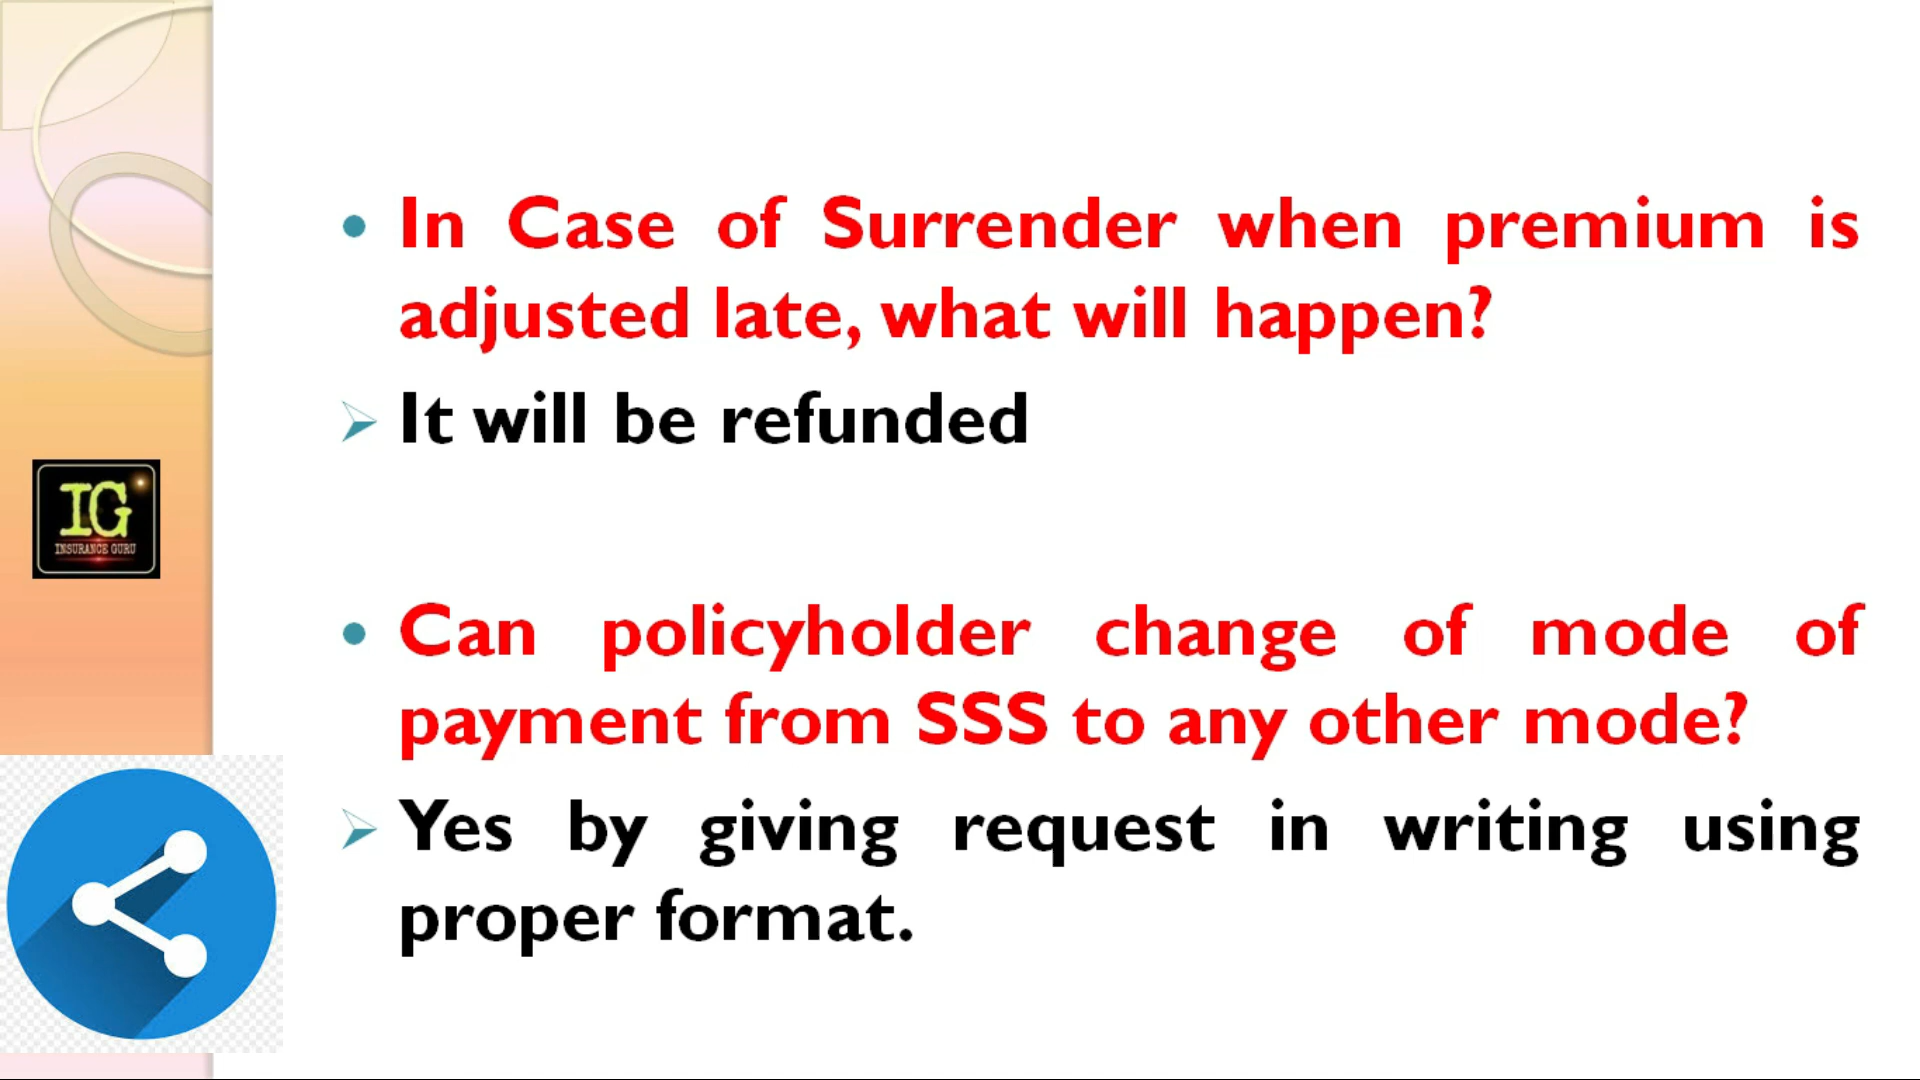 In Case of Surrender when premium is
adjusted late, what will happen?
It will be refunded
IG
INSURANCE GURU
Can policyholder change of mode of
payment from SSS to any other mode?
Yes by giving request in writing using
proper format.